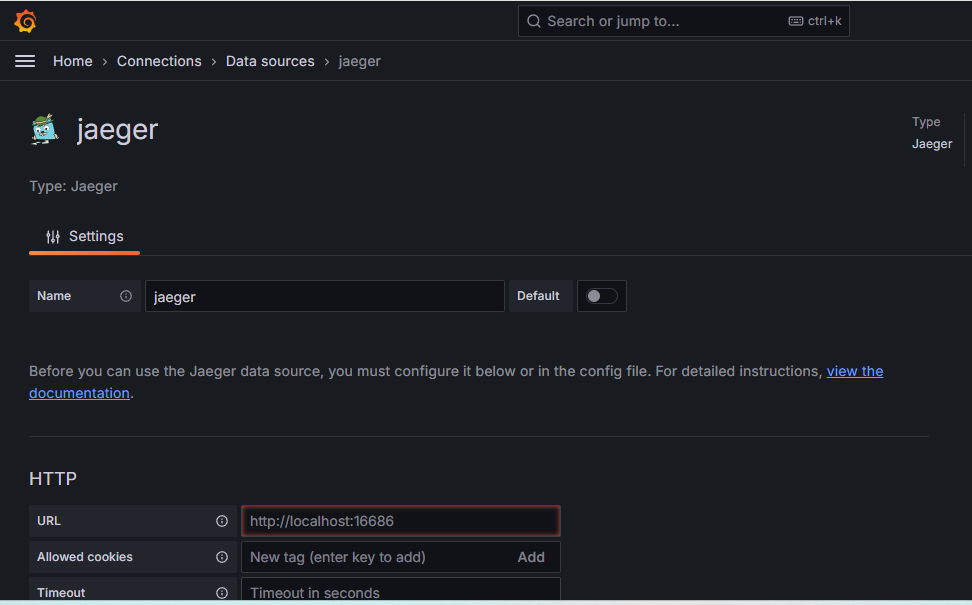 Search or jump to... ctrl+k
Home › Connections › Data sources › jaeger
jaeger
Type
Jaeger
Type: Jaeger
Settings
Name jaeger Default
Before you can use the Jaeger data source, you must configure it below or in the config file. For detailed instructions, view the
documentation.
HTTP
URL http://localhost:16686
Allowed cookies New tag (enter key to add) Add
Timeout Timeout in seconds